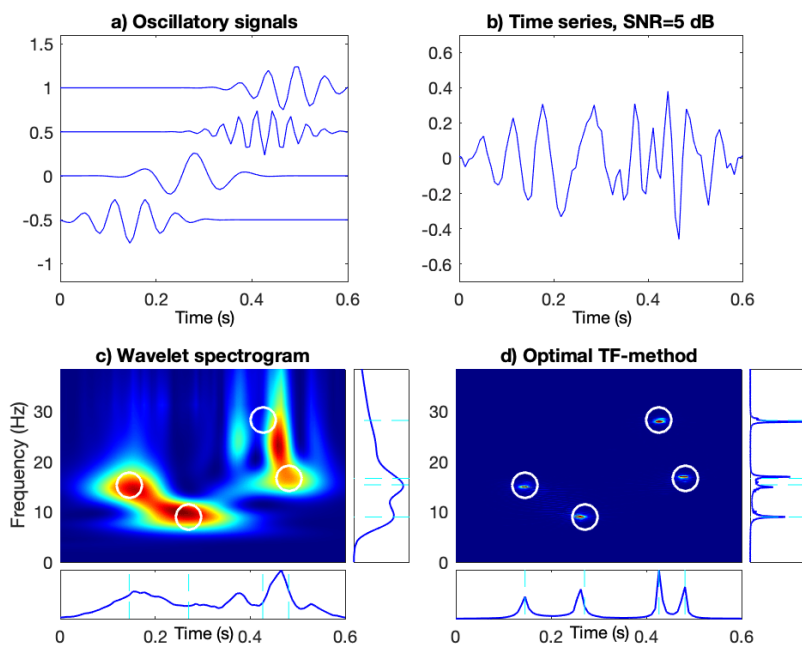 a) Oscillatory signals
1.5
1
0.5
0
-0.5
-1
0 0.2 0.4 0.6
Time (s)
b) Time series, SNR=5 dB
0.6
0.4
0.2
0
-0.2
-0.4
-0.6
0 0.2 0.4 0.6
Time (s)
c) Wavelet spectrogram
Frequency (Hz)
30
20
10
0
0 0.2 0.4 0.6
Time (s)
d) Optimal TF-method
30
20
10
0
0 0.2 0.4 0.6
Time (s)